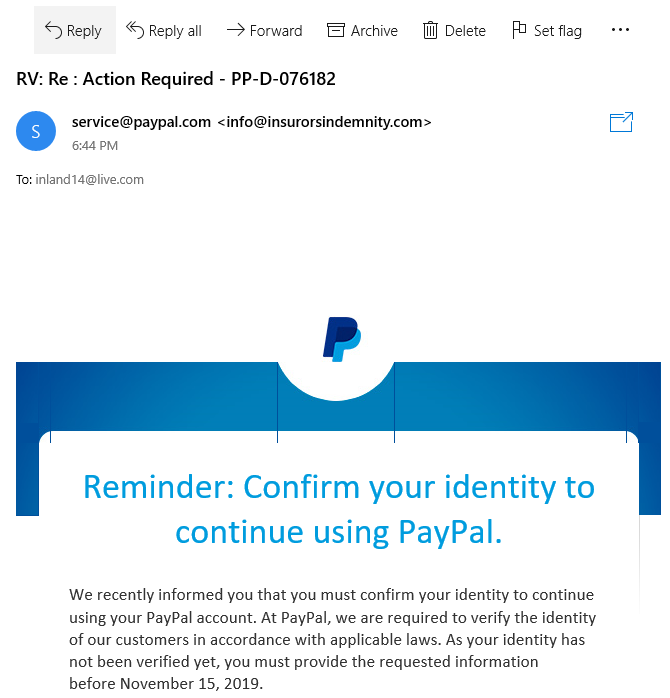 Reply Reply all Forward Archive Delete Set flag ...
RV: Re : Action Required - PP-D-076182
S
service@paypal.com <info@insurorsindemnity.com>
6:44 PM
To: inland14@live.com
Reminder: Confirm your identity to
continue using PayPal.
We recently informed you that you must confirm your identity to continue
using your PayPal account. At PayPal, we are required to verify the identity
of our customers in accordance with applicable laws. As your identity has
not been verified yet, you must provide the requested information
before November 15, 2019.